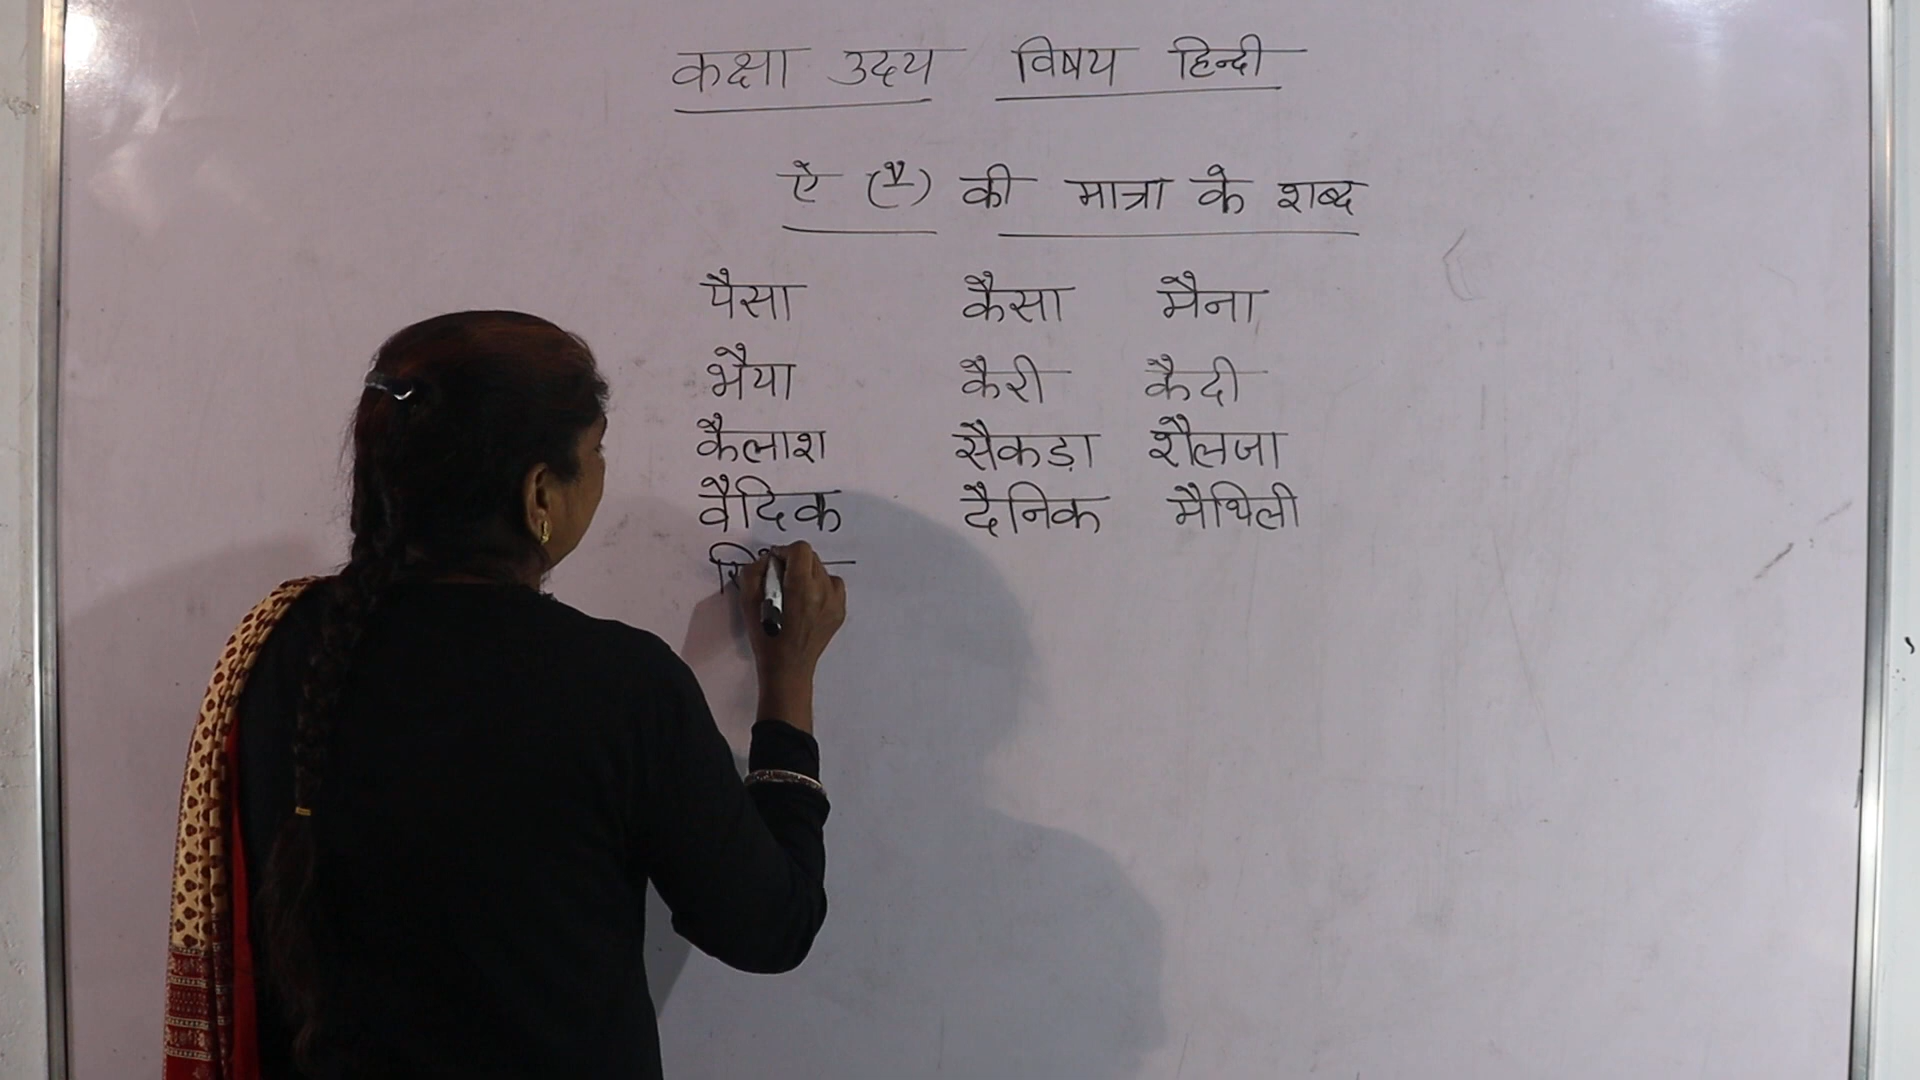 कक्षा उदय विषय हिन्दी
ऐ (ै) की मात्रा के शब्द
पैसा कैसा मैना
भैया कैरी कैदी
कैलाश सैकड़ा शैलजा
वैदिक दैनिक मैथिली